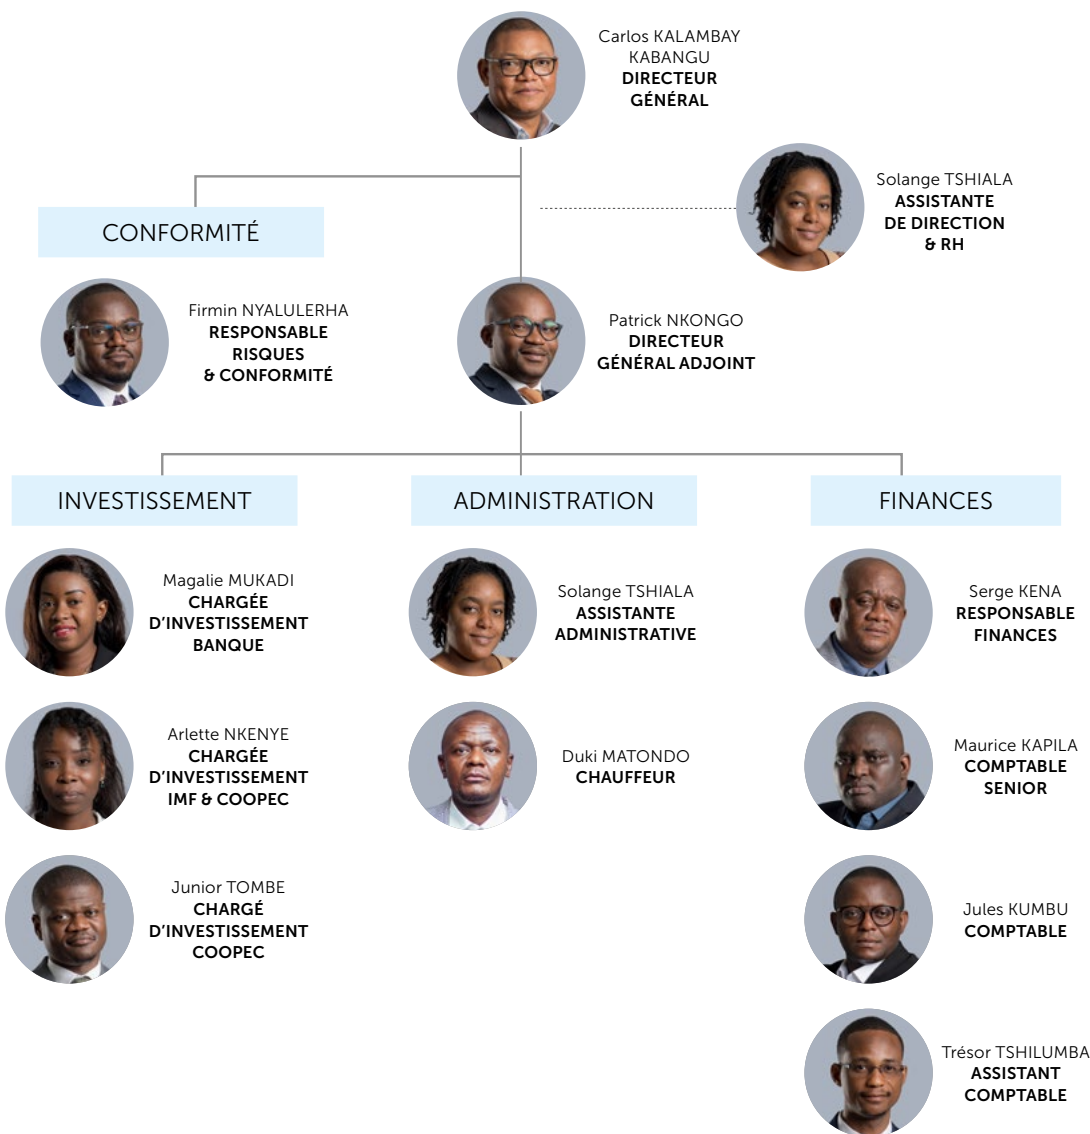 Carlos KALAMBAY
KABANGU
DIRECTEUR
GÉNÉRAL
Solange TSHIALA
ASSISTANTE
DE DIRECTION
& RH
CONFORMITÉ
Firmin NYALULERHA
RESPONSABLE
RISQUES
& CONFORMITÉ
Patrick NKONGO
DIRECTEUR
GÉNÉRAL ADJOINT
INVESTISSEMENT
Magalie MUKADI
CHARGÉE
D'INVESTISSEMENT
BANQUE
Arlette NKENYE
CHARGÉE
D'INVESTISSEMENT
IMF & COOPEC
Junior TOMBE
CHARGÉ
D'INVESTISSEMENT
COOPEC
ADMINISTRATION
Solange TSHIALA
ASSISTANTE
ADMINISTRATIVE
Duki MATONDO
CHAUFFEUR
FINANCES
Serge KENA
RESPONSABLE
FINANCES
Maurice KAPILA
COMPTABLE
SENIOR
Jules KUMBU
COMPTABLE
Trésor TSHILUMBA
ASSISTANT
COMPTABLE